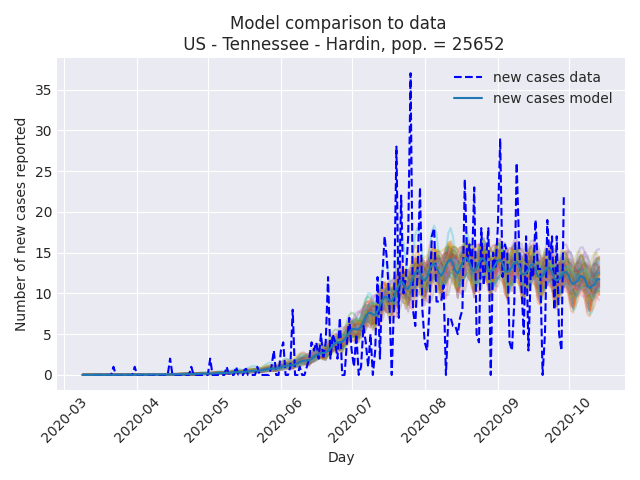 Model comparison to data
US - Tennessee - Hardin, pop. = 25652
new cases data
new cases model
Number of new cases reported
35
30
25
20
15
10
5
0
2020-03
2020-04
2020-05
2020-06
2020-07
2020-08
2020-09
2020-10
Day